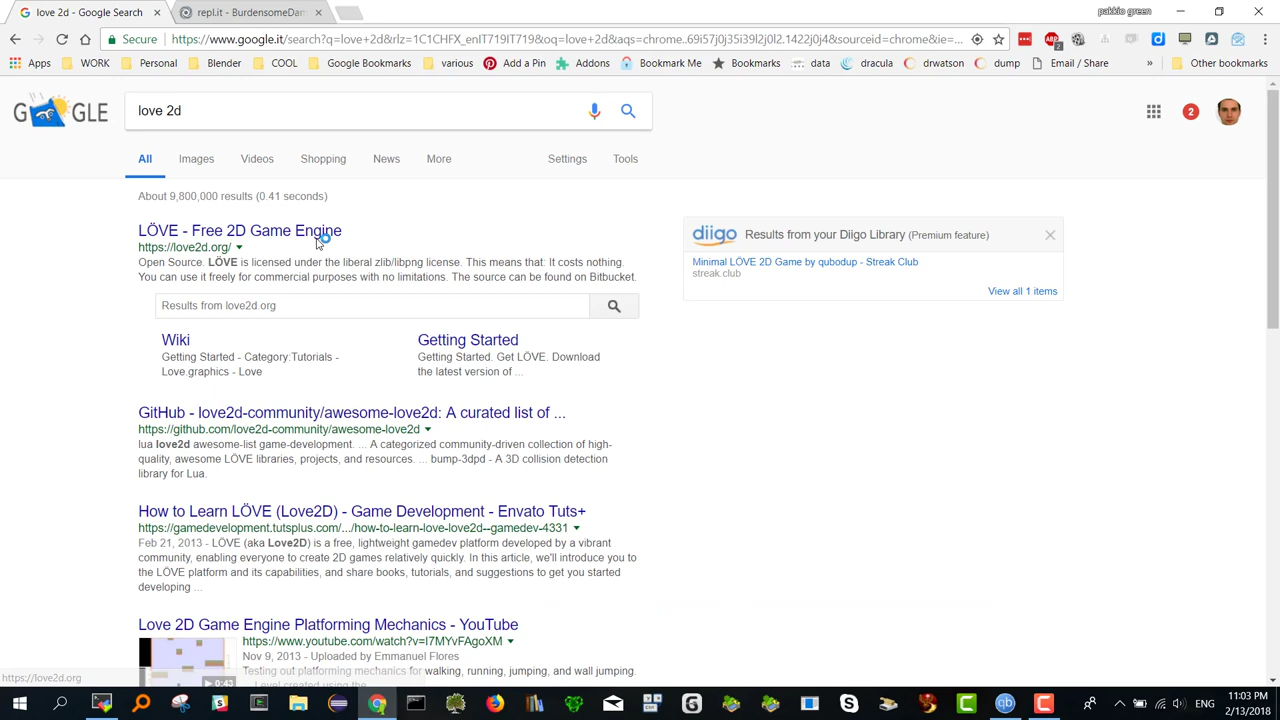 love 2d - Google Search
repl.it - BurdensomeDam
pakkio green
Secure
https://www.google.it/search?q=love+2d&rlz=1C1CHFX_enIT719IT719&oq=love+2d&aqs=chrome..69i57j0j35i39l2j0l2.1422j0j4&sourceid=chrome&ie=...
Apps WORK Personal Blender COOL Google Bookmarks various Add a Pin Addons Bookmark Me Bookmarks data dracula drwatson dump Email / Share » Other bookmarks
GOOGLE
love 2d
2
All Images Videos Shopping News More Settings Tools
About 9,800,000 results (0.41 seconds)
LÖVE - Free 2D Game Engine
https://love2d.org/
Open Source. LÖVE is licensed under the liberal zlib/libpng license. This means that: It costs nothing.
You can use it freely for commercial purposes with no limitations. The source can be found on Bitbucket.
Results from love2d.org
Wiki
Getting Started - Category:Tutorials -
Love.graphics - Love
Getting Started
Getting Started. Get LÖVE. Download
the latest version of ...
diigo Results from your Diigo Library (Premium feature)
Minimal LÖVE 2D Game by qubodup - Streak Club
streak.club
View all 1 items
GitHub - love2d-community/awesome-love2d: A curated list of ...
https://github.com/love2d-community/awesome-love2d
lua love2d awesome-list game-development. ... A categorized community-driven collection of high-
quality, awesome LÖVE libraries, projects, and resources. ... bump-3dpd - A 3D collision detection
library for Lua.
How to Learn LÖVE (Love2D) - Game Development - Envato Tuts+
https://gamedevelopment.tutsplus.com/.../how-to-learn-love-love2d--gamedev-4331
Feb 21, 2013 - LÖVE (aka Love2D) is a free, lightweight gamedev platform developed by a vibrant
community, enabling everyone to create 2D games relatively quickly. In this article, we'll introduce you to
the LÖVE platform and its capabilities, and share books, tutorials, and suggestions to get you started
developing ...
Love 2D Game Engine Platforming Mechanics - YouTube
https://www.youtube.com/watch?v=I7MYvFAgoXM
Nov 9, 2013 - Uploaded by Emmanuel Flores
Testing out platforming mechanics for walking, running, jumping, and wall jumping.
Level created using the
0:43
https://love2d.org
ENG
11:03 PM
2/13/2018